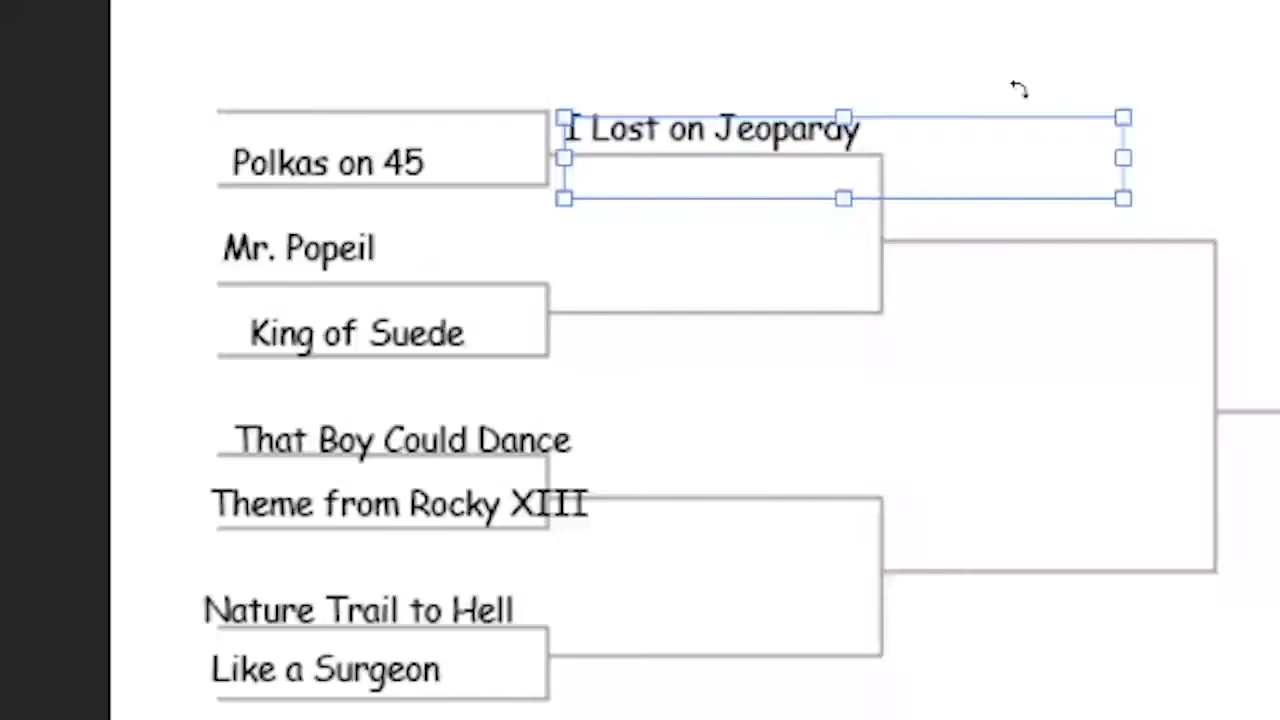 I Lost on Jeopardy
Polkas on 45
Mr. Popeil
King of Suede
That Boy Could Dance
Theme from Rocky XIII
Nature Trail to Hell
Like a Surgeon